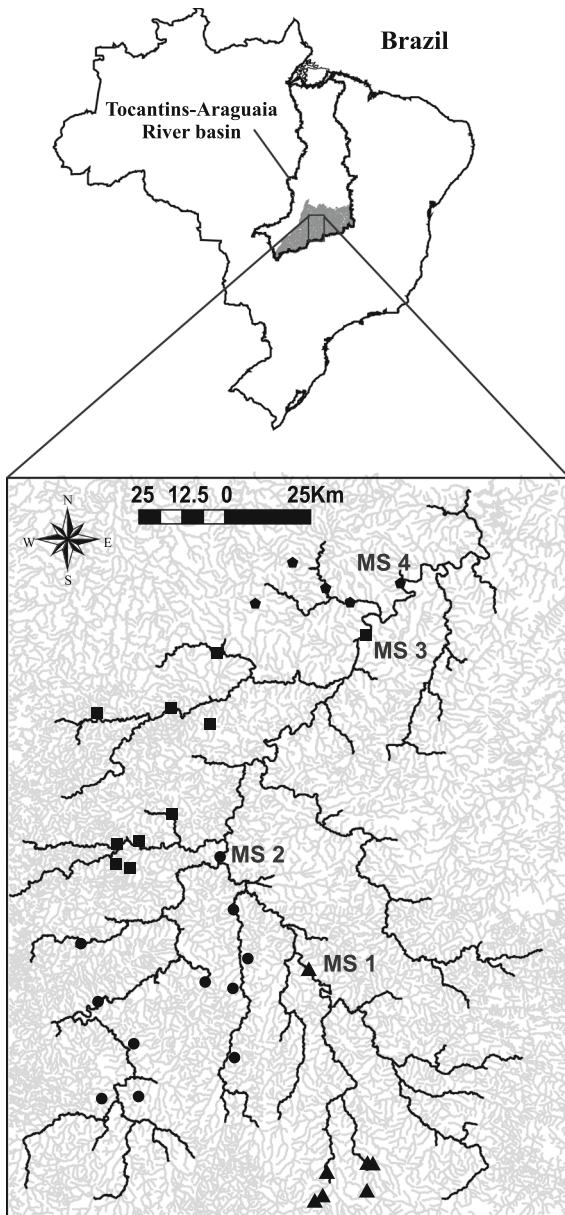 Brazil
Tocantins-Araguaia
River basin
25 12.5 0 25Km
N
W E
S
MS 4
MS 3
MS 2
MS 1